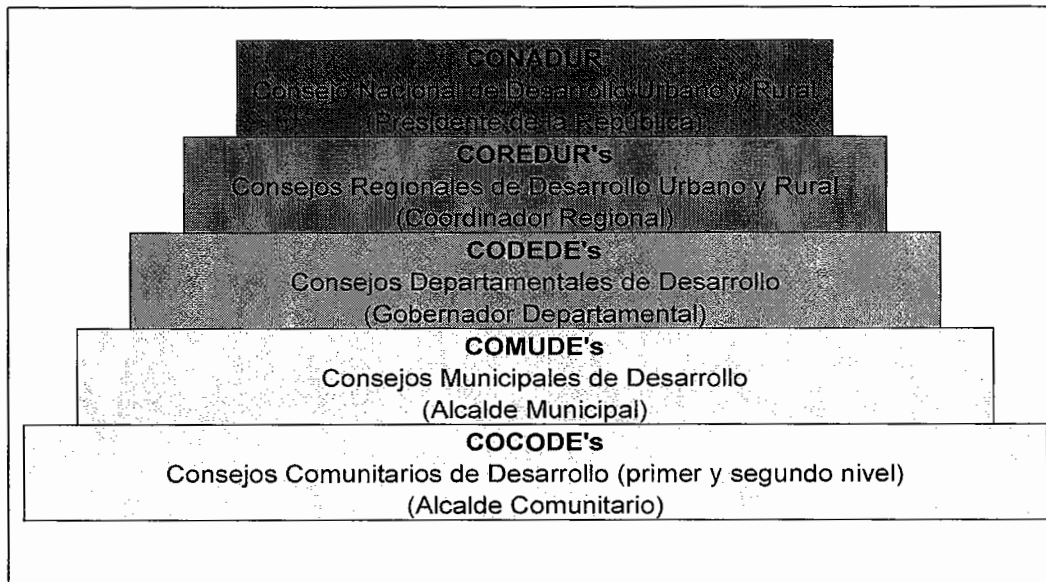 CONADUR
Consejo Nacional de Desarrollo Urbano y Rural
(Presidente de la República)
COREDUR's
Consejos Regionales de Desarrollo Urbano y Rural
(Coordinador Regional)
CODEDE's
Consejos Departamentales de Desarrollo
(Gobernador Departamental)
COMUDE's
Consejos Municipales de Desarrollo
(Alcalde Municipal)
COCODE's
Consejos Comunitarios de Desarrollo (primer y segundo nivel)
(Alcalde Comunitario)